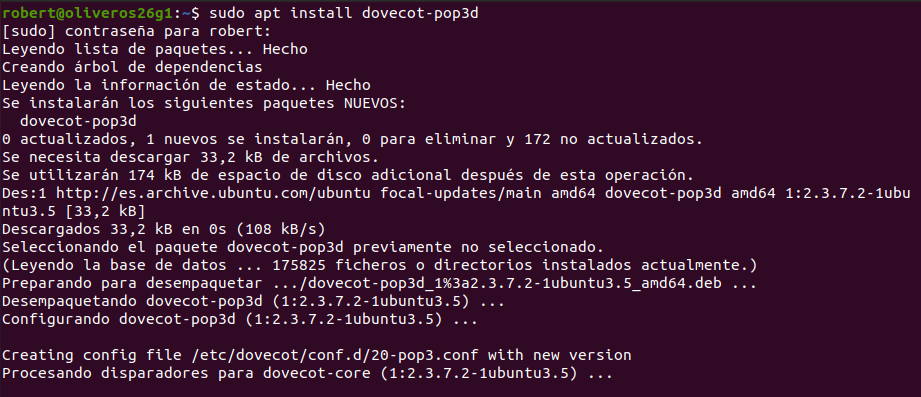 robert@oliveros26g1:~$ sudo apt install dovecot-pop3d
[sudo] contraseña para robert:
Leyendo lista de paquetes... Hecho
Creando árbol de dependencias
Leyendo la información de estado... Hecho
Se instalarán los siguientes paquetes NUEVOS:
  dovecot-pop3d
0 actualizados, 1 nuevos se instalarán, 0 para eliminar y 172 no actualizados.
Se necesita descargar 33,2 kB de archivos.
Se utilizarán 174 kB de espacio de disco adicional después de esta operación.
Des:1 http://es.archive.ubuntu.com/ubuntu focal-updates/main amd64 dovecot-pop3d amd64 1:2.3.7.2-1ubu
ntu3.5 [33,2 kB]
Descargados 33,2 kB en 0s (108 kB/s)
Seleccionando el paquete dovecot-pop3d previamente no seleccionado.
(Leyendo la base de datos ... 175825 ficheros o directorios instalados actualmente.)
Preparando para desempaquetar .../dovecot-pop3d_1%3a2.3.7.2-1ubuntu3.5_amd64.deb ...
Desempaquetando dovecot-pop3d (1:2.3.7.2-1ubuntu3.5) ...
Configurando dovecot-pop3d (1:2.3.7.2-1ubuntu3.5) ...

Creating config file /etc/dovecot/conf.d/20-pop3.conf with new version
Procesando disparadores para dovecot-core (1:2.3.7.2-1ubuntu3.5) ...